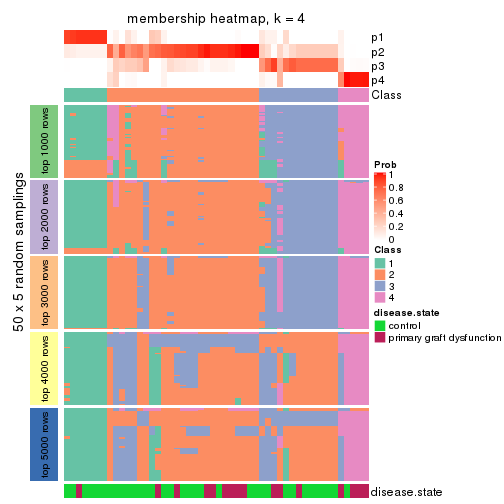 membership heatmap, k = 4
p1
p2
p3
p4
Class
50 x 5 random samplings
top 1000 rows
top 2000 rows
top 3000 rows
top 4000 rows
top 5000 rows
disease.state
Prob
1
0.8
0.6
0.4
0.2
0
Class
1
2
3
4
disease.state
control
primary graft dysfunction